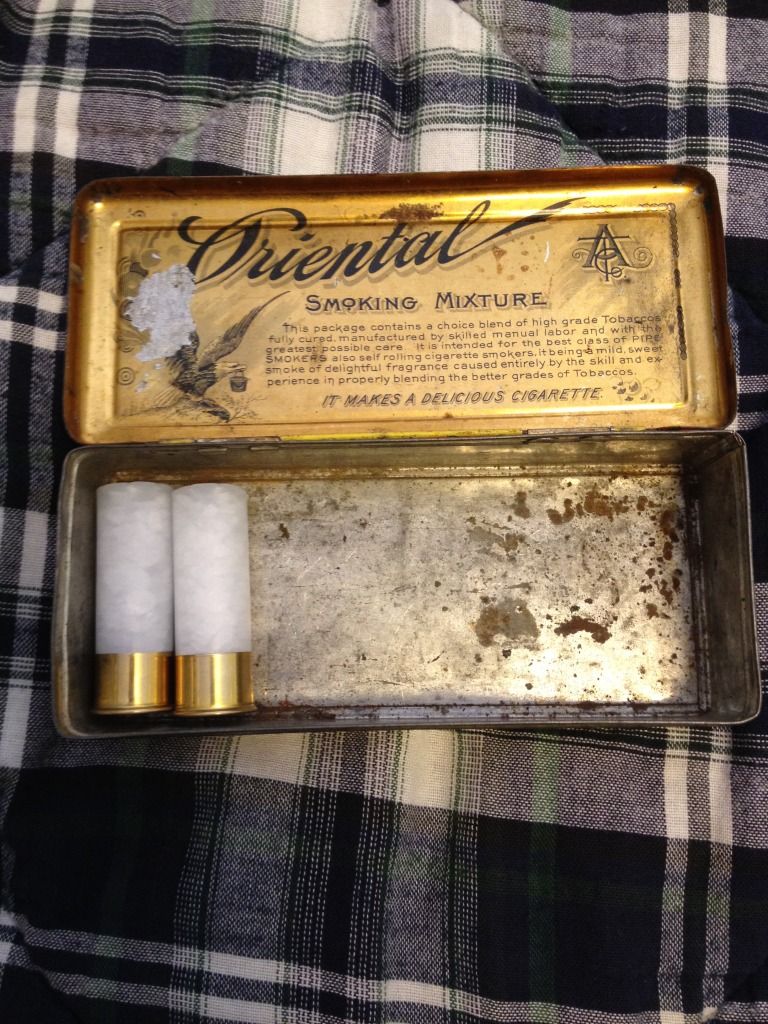 Oriental
ATCo
SMOKING MIXTURE
This package contains a choice blend of high grade Tobaccos
fully cured, manufactured by skilled manual labor and with the
greatest possible care. It is intended for the best class of PIPE
SMOKERS also self rolling cigarette smokers, it being a mild, sweet
smoke of delightful fragrance caused entirely by the skill and ex-
perience in properly blending the better grades of Tobaccos.
IT MAKES A DELICIOUS CIGARETTE.